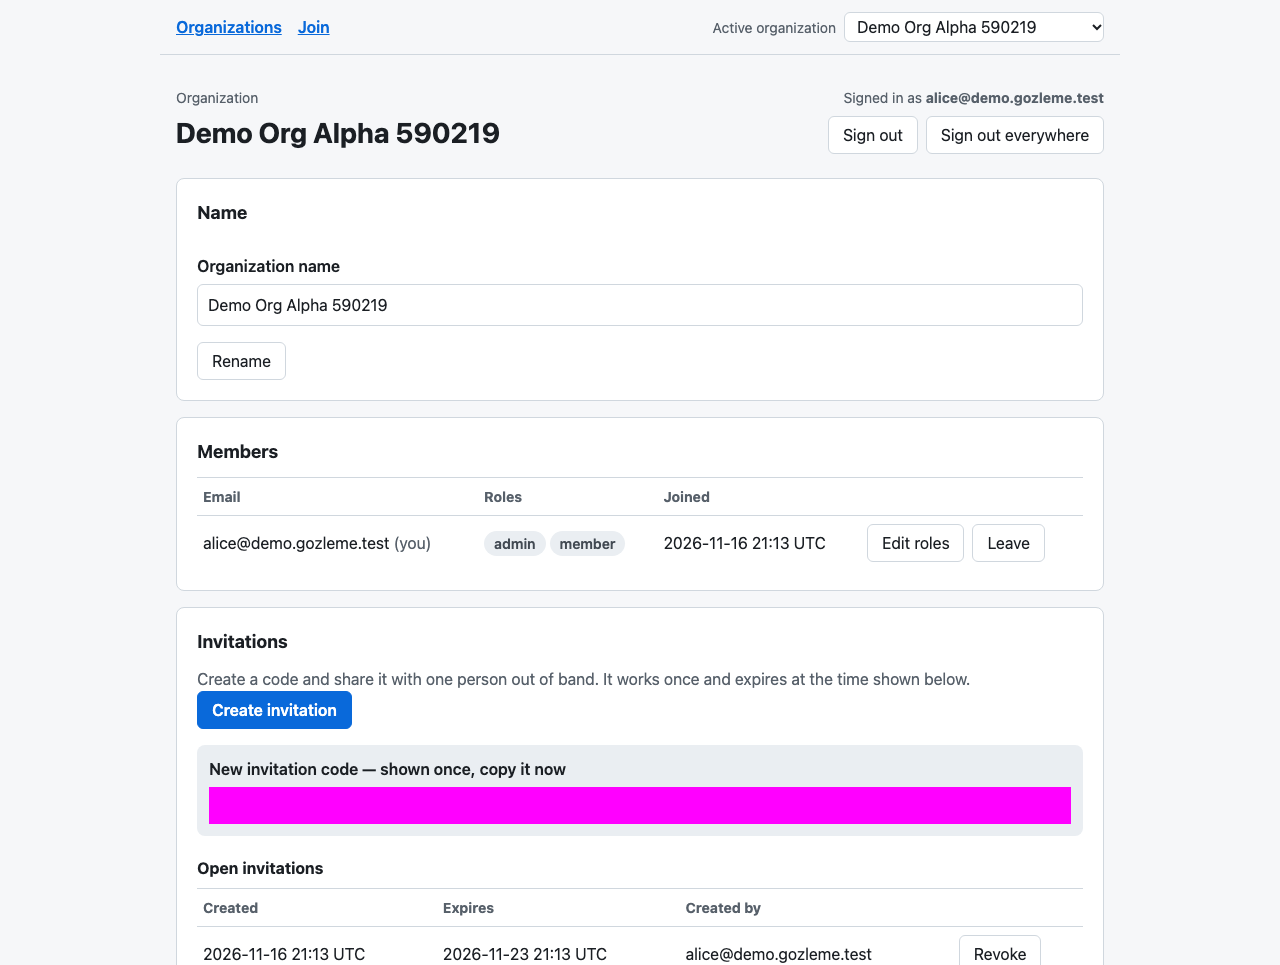 Organizations Join Active organization Demo Org Alpha 590219
Organization
Signed in as alice@demo.gozleme.test
Demo Org Alpha 590219
Sign out Sign out everywhere
Name
Organization name
Demo Org Alpha 590219
Rename
Members
Email Roles Joined
alice@demo.gozleme.test (you) admin member 2026-11-16 21:13 UTC Edit roles Leave
Invitations
Create a code and share it with one person out of band. It works once and expires at the time shown below.
Create invitation
New invitation code — shown once, copy it now
Open invitations
Created Expires Created by
2026-11-16 21:13 UTC 2026-11-23 21:13 UTC alice@demo.gozleme.test Revoke